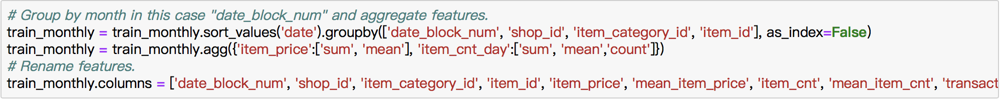 # Group by month in this case "date_block_num" and aggregate features.
train_monthly = train_monthly.sort_values('date').groupby(['date_block_num', 'shop_id', 'item_category_id', 'item_id'], as_index=False)
train_monthly = train_monthly.agg({'item_price':['sum', 'mean'], 'item_cnt_day':['sum', 'mean','count']})
# Rename features.
train_monthly.columns = ['date_block_num', 'shop_id', 'item_category_id', 'item_id', 'item_price', 'mean_item_price', 'item_cnt', 'mean_item_cnt', 'transact